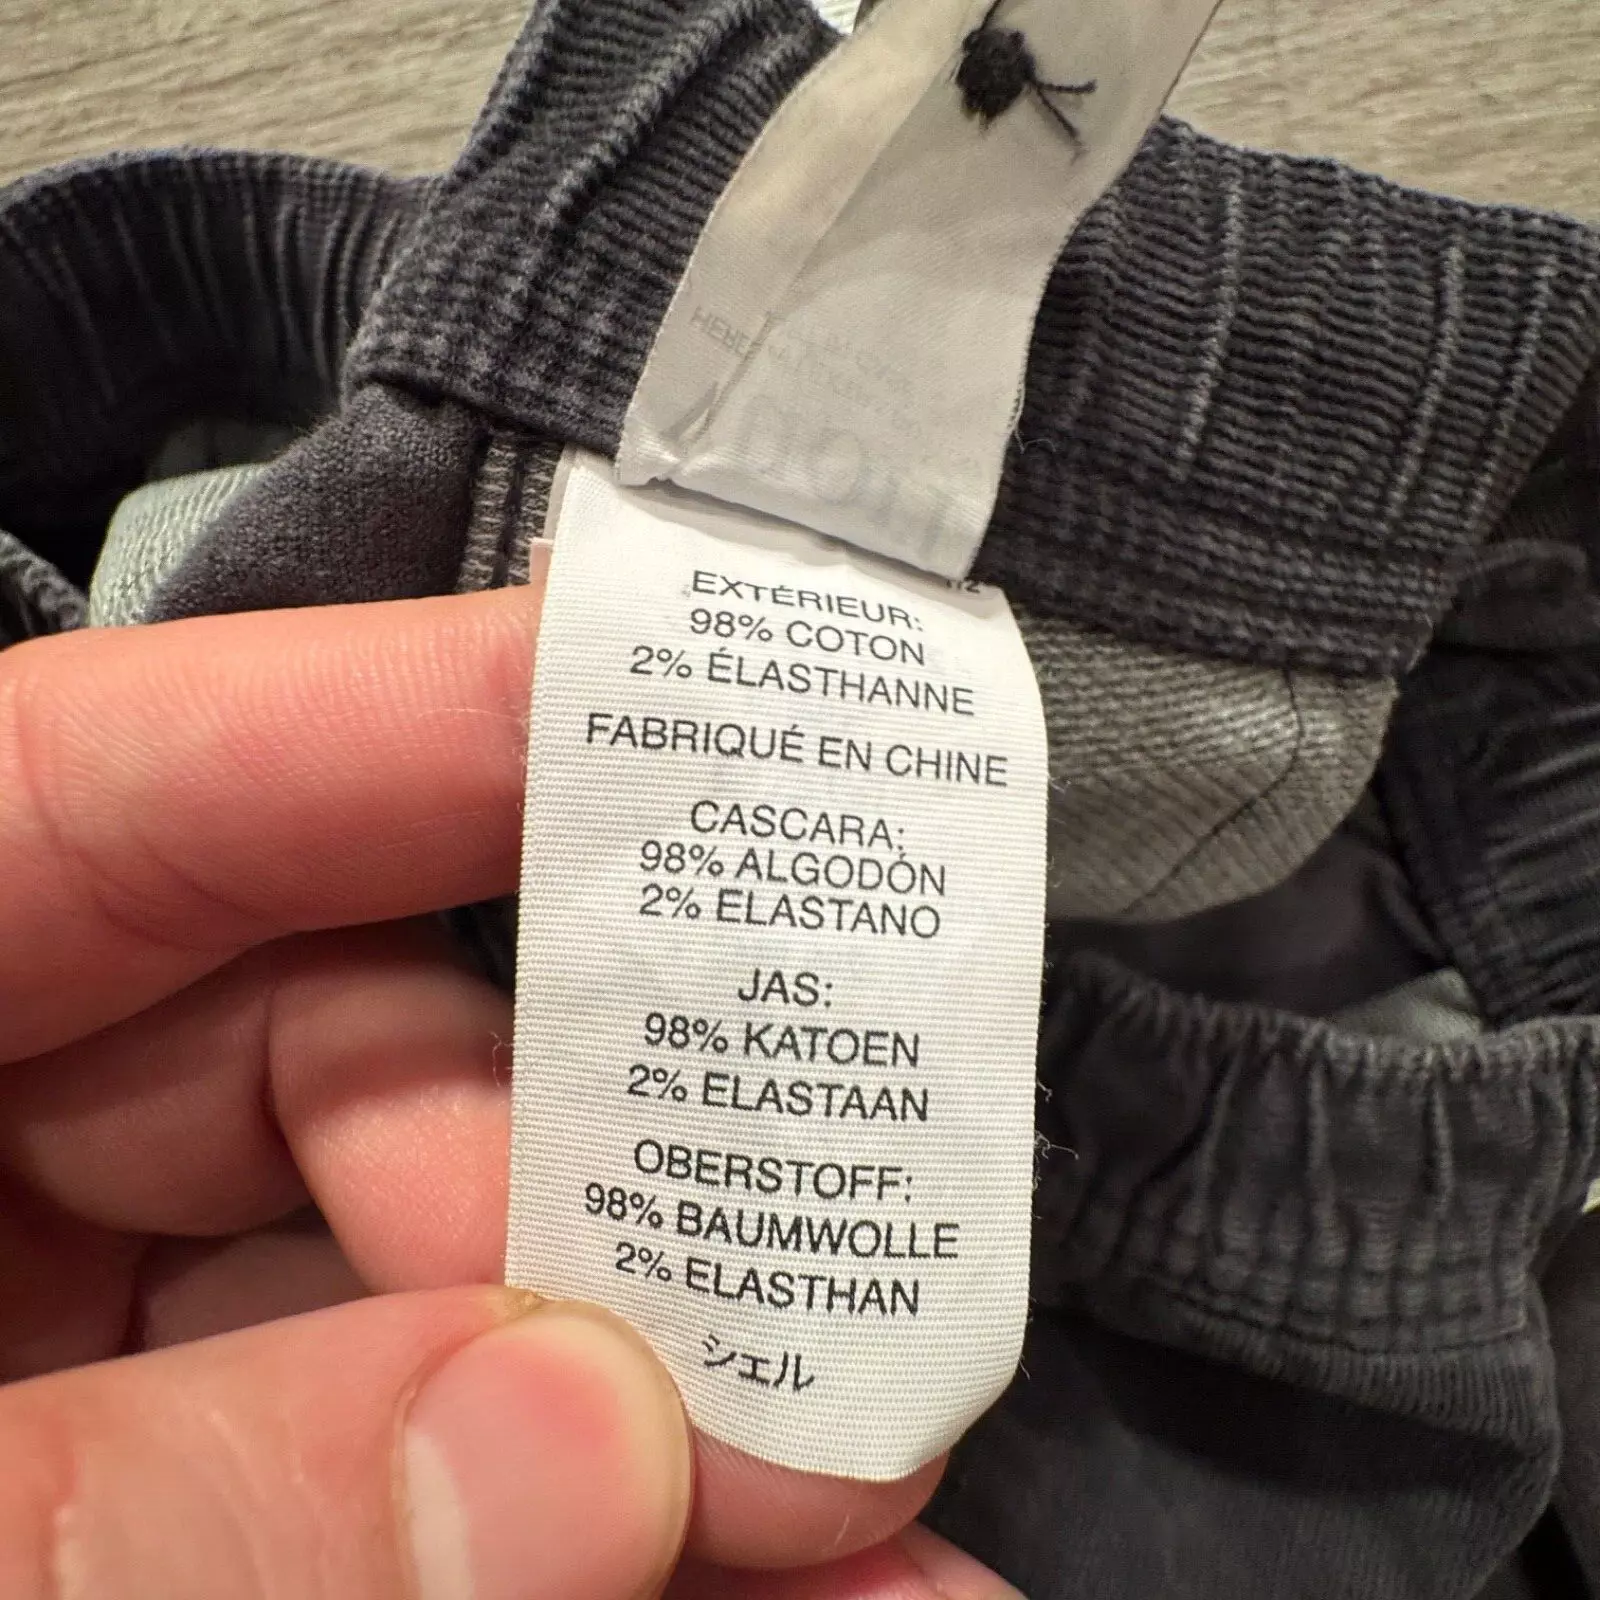 EXTÉRIEUR:
98% COTON
2% ÉLASTHANNE
FABRIQUÉ EN CHINE
CASCARA:
98% ALGODÓN
2% ELASTANO
JAS:
98% KATOEN
2% ELASTAAN
OBERSTOFF:
98% BAUMWOLLE
2% ELASTHAN
シェル